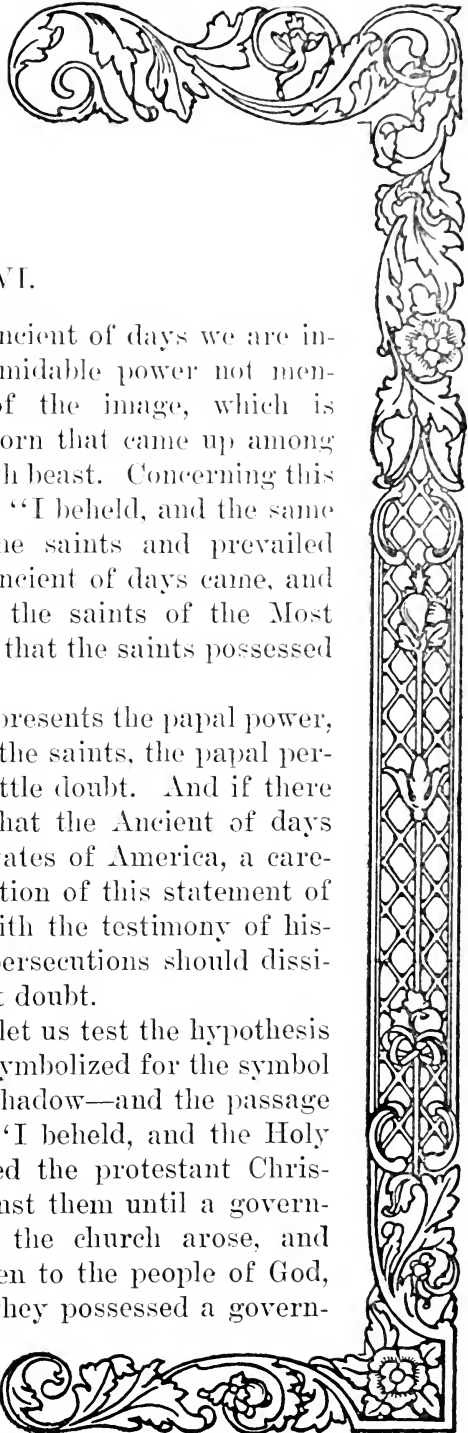 VI.
ncient of days we are in-
midable power not men-
f the image, which is
orn that came up among
h beast. Concerning this
“I beheld, and the same
ne saints and prevailed
ncient of days came, and
the saints of the Most
that the saints possessed
presents the papal power,
the saints, the papal per-
ttle doubt. And if there
hat the Ancient of days
ates of America, a care-
tion of this statement of
ith the testimony of his-
persecutions should dissi-
t doubt.
let us test the hypothesis
ymbolized for the symbol
hadow—and the passage
“I beheld, and the Holy
ed the protestant Chris-
nst them until a govern-
the church arose, and
en to the people of God,
hey possessed a govern-